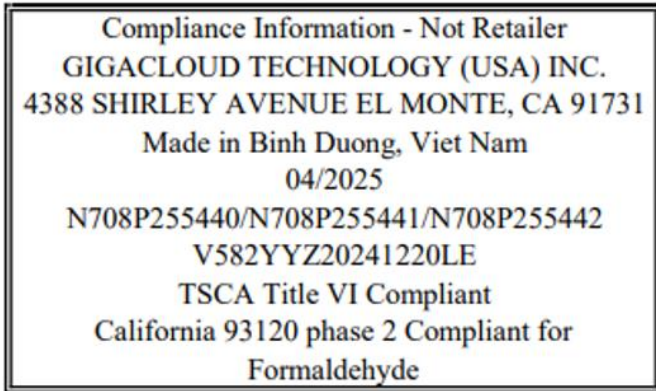 Compliance Information - Not Retailer
GIGACLOUD TECHNOLOGY (USA) INC.
4388 SHIRLEY AVENUE EL MONTE, CA 91731
Made in Binh Duong, Viet Nam
04/2025
N708P255440/N708P255441/N708P255442
V582YYZ20241220LE
TSCA Title VI Compliant
California 93120 phase 2 Compliant for
Formaldehyde